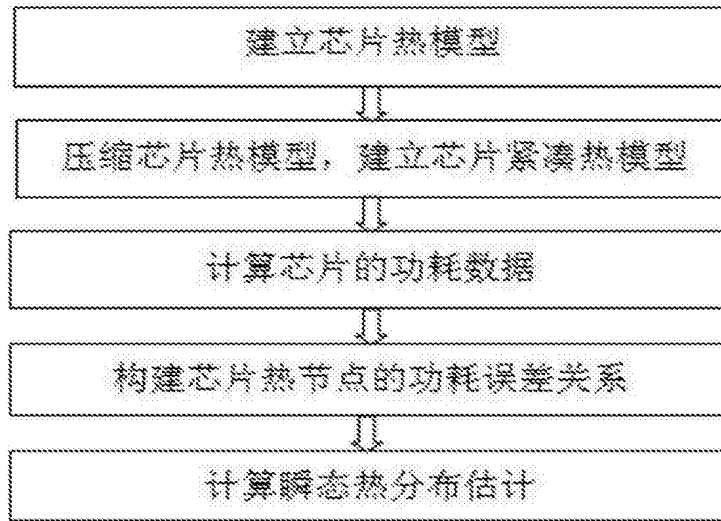 建立芯片热模型
压缩芯片热模型，建立芯片紧凑热模型
计算芯片的功耗数据
构建芯片热节点的功耗误差关系
计算瞬态热分布估计